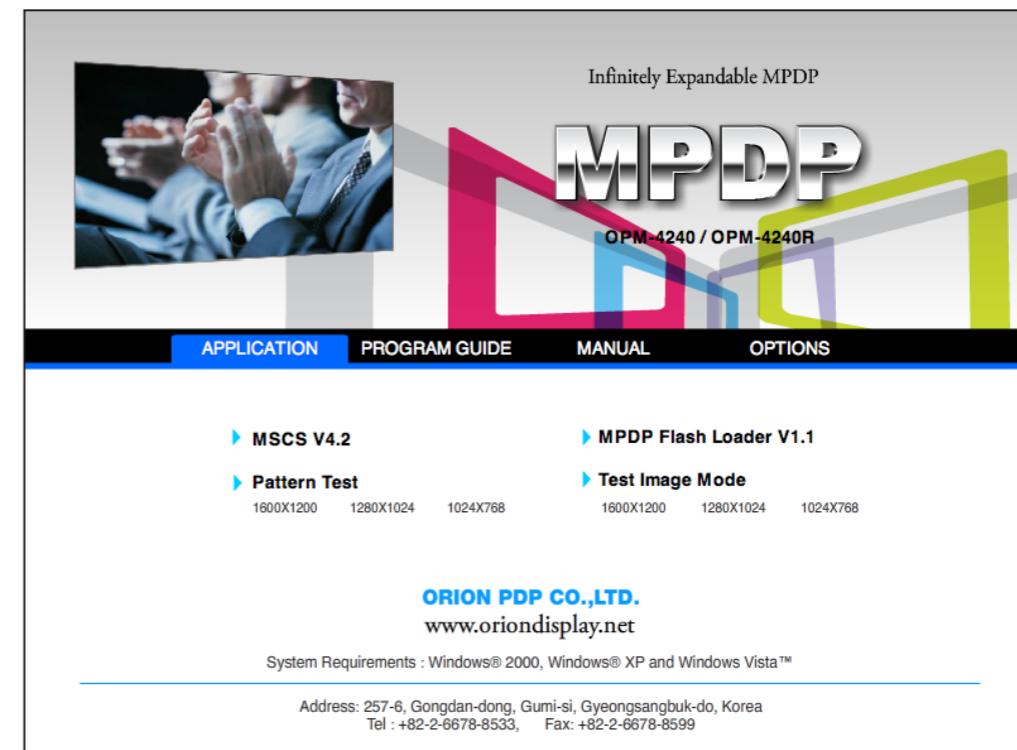 Infinitely Expandable MPDP
MPDP
OPM-4240 / OPM-4240R
APPLICATION PROGRAM GUIDE MANUAL OPTIONS
MSCS V4.2
MPDP Flash Loader V1.1
Pattern Test
1600X1200 1280X1024 1024X768
Test Image Mode
1600X1200 1280X1024 1024X768
ORION PDP CO.,LTD.
www.oriondisplay.net
System Requirements : Windows® 2000, Windows® XP and Windows Vista™
Address: 257-6, Gongdan-dong, Gumi-si, Gyeongsangbuk-do, Korea
Tel : +82-2-6678-8533, Fax: +82-2-6678-8599